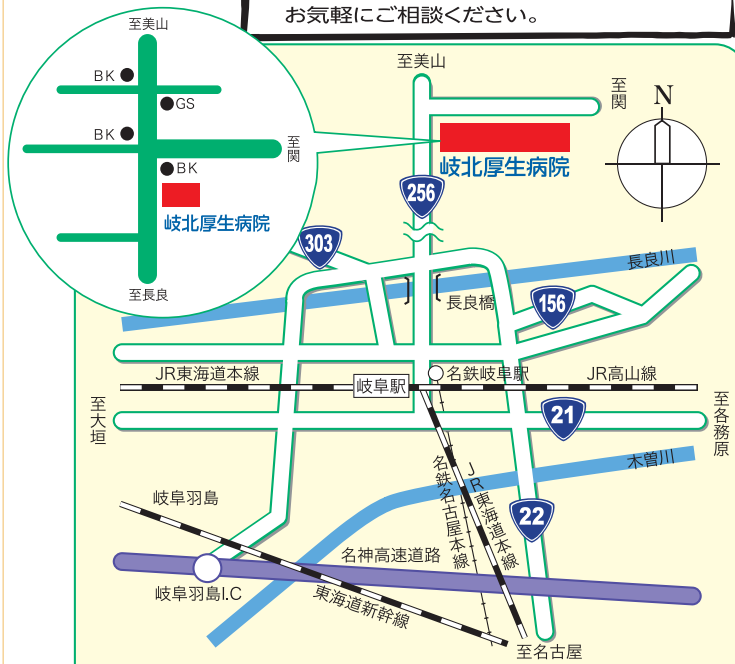 お気軽にご相談ください。
至美山
BK
GS
BK
至関
BK
岐北厚生病院
至長良
至美山
至関
N
岐北厚生病院
256
303
長良川
長良橋
156
JR東海道本線
岐阜駅
名鉄岐阜駅
JR高山線
至大垣
21
至各務原
木曽川
名鉄名古屋本線
JR東海道本線
22
岐阜羽島
名神高速道路
岐阜羽島I.C
東海道新幹線
至名古屋